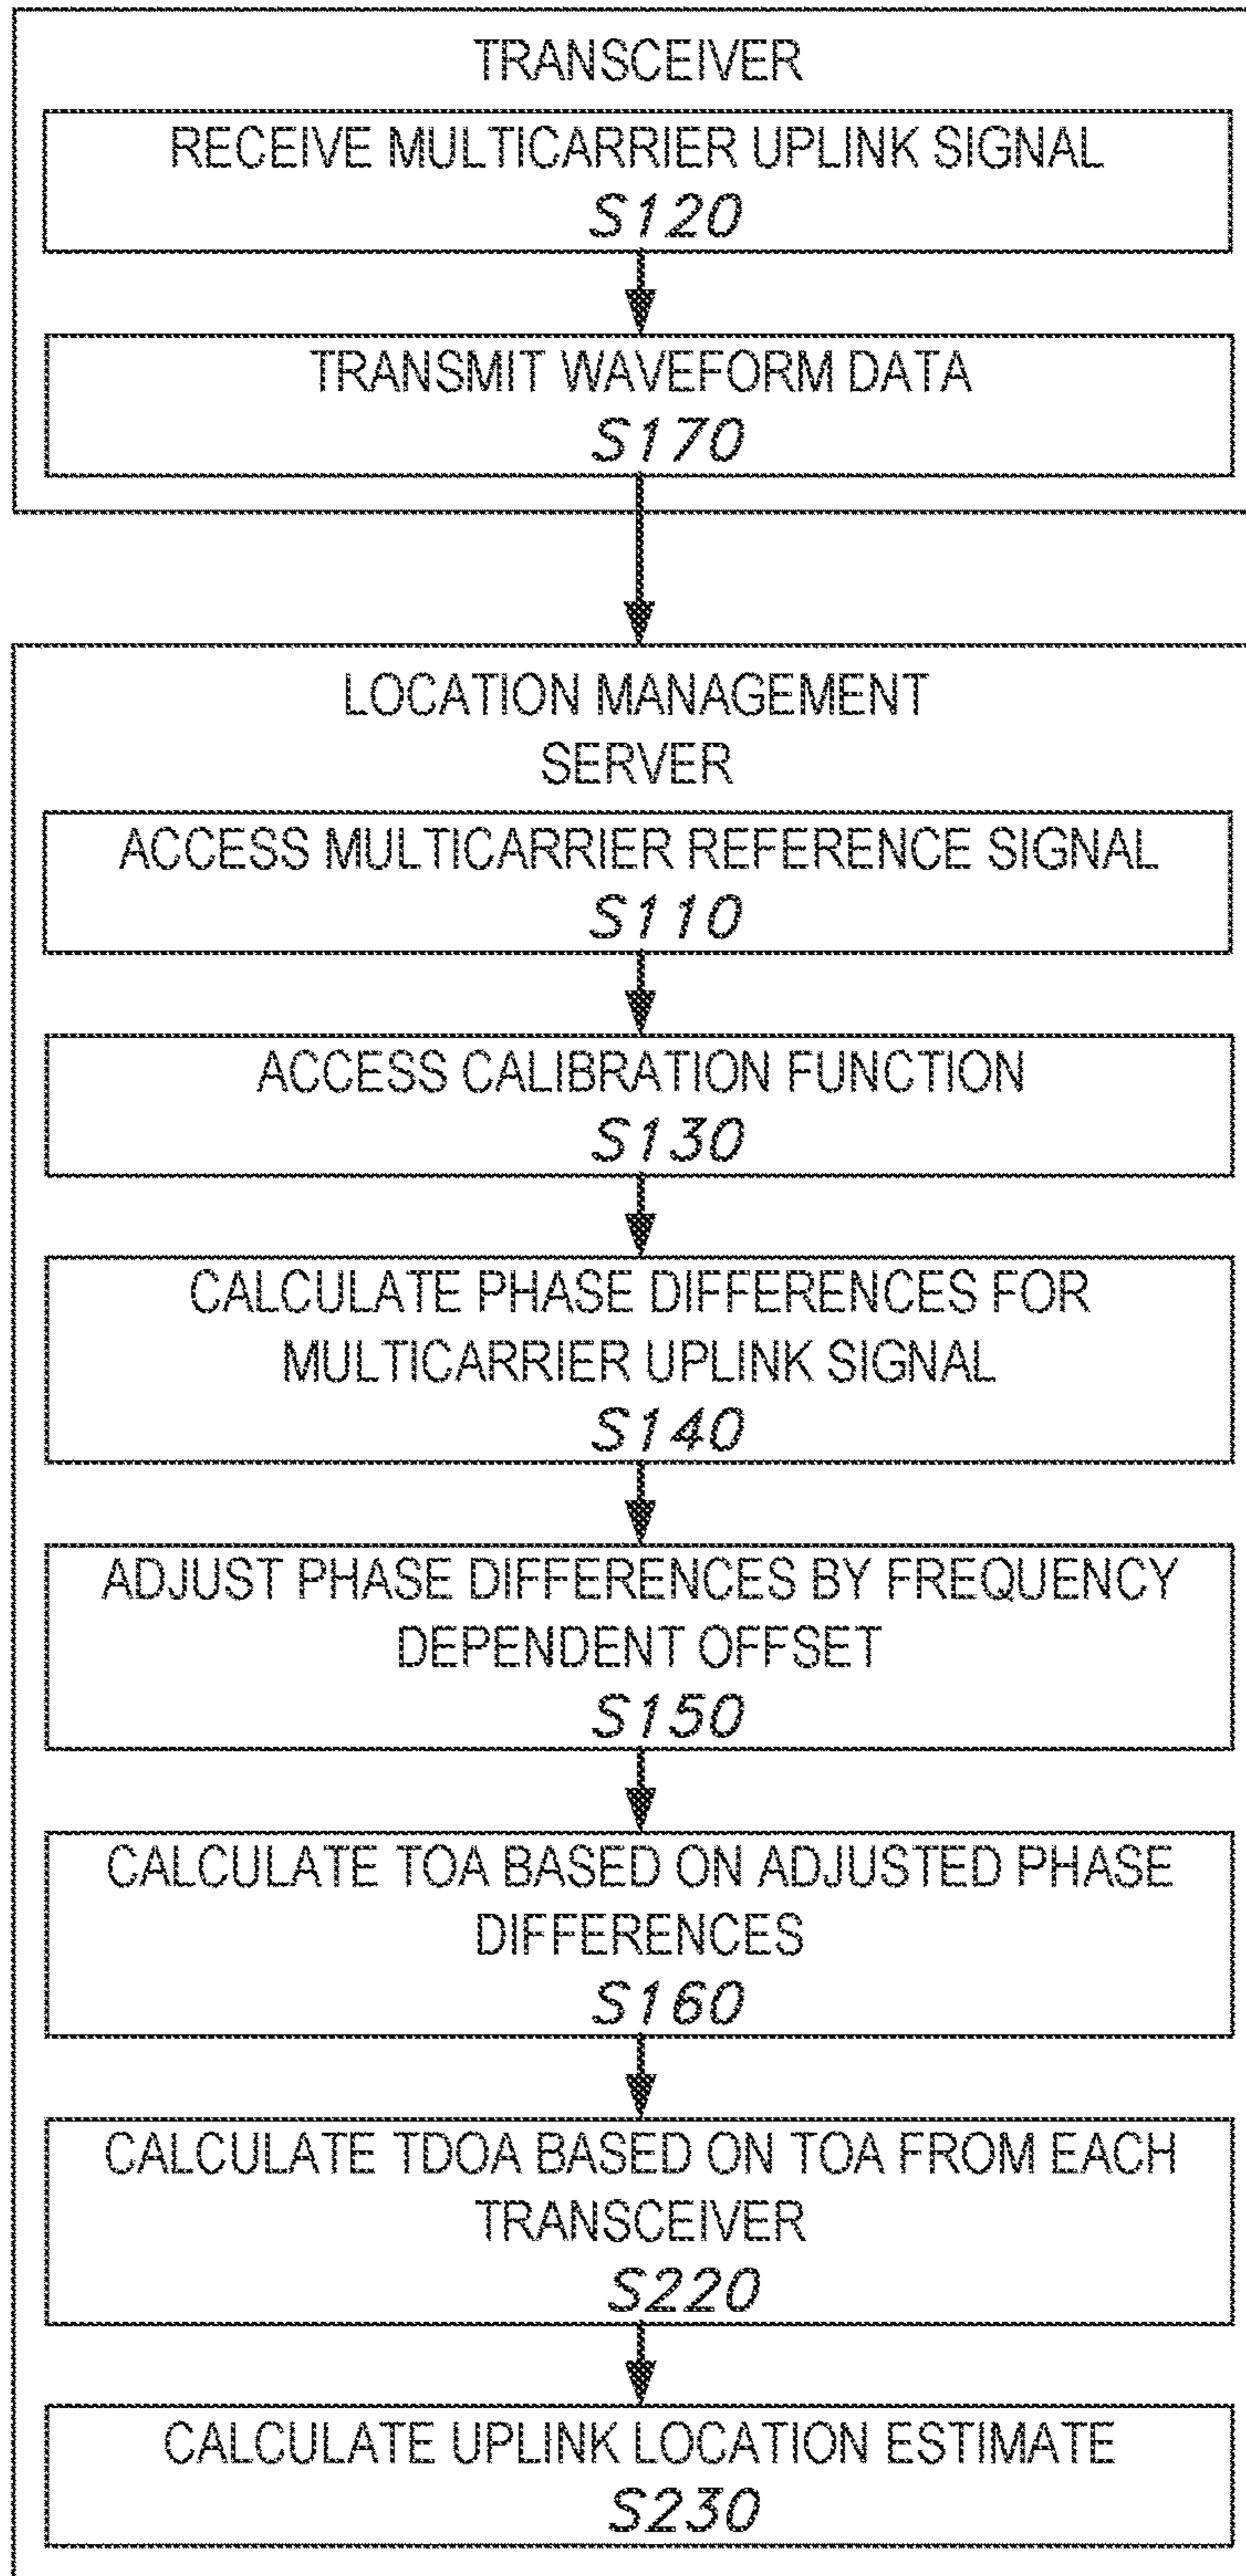 TRANSCEIVER
RECEIVE MULTICARRIER UPLINK SIGNAL
S120
TRANSMIT WAVEFORM DATA
S170
LOCATION MANAGEMENT
SERVER
ACCESS MULTICARRIER REFERENCE SIGNAL
S110
ACCESS CALIBRATION FUNCTION
S130
CALCULATE PHASE DIFFERENCES FOR
MULTICARRIER UPLINK SIGNAL
S140
ADJUST PHASE DIFFERENCES BY FREQUENCY
DEPENDENT OFFSET
S150
CALCULATE TOA BASED ON ADJUSTED PHASE
DIFFERENCES
S160
CALCULATE TDOA BASED ON TOA FROM EACH
TRANSCEIVER
S220
CALCULATE UPLINK LOCATION ESTIMATE
S230